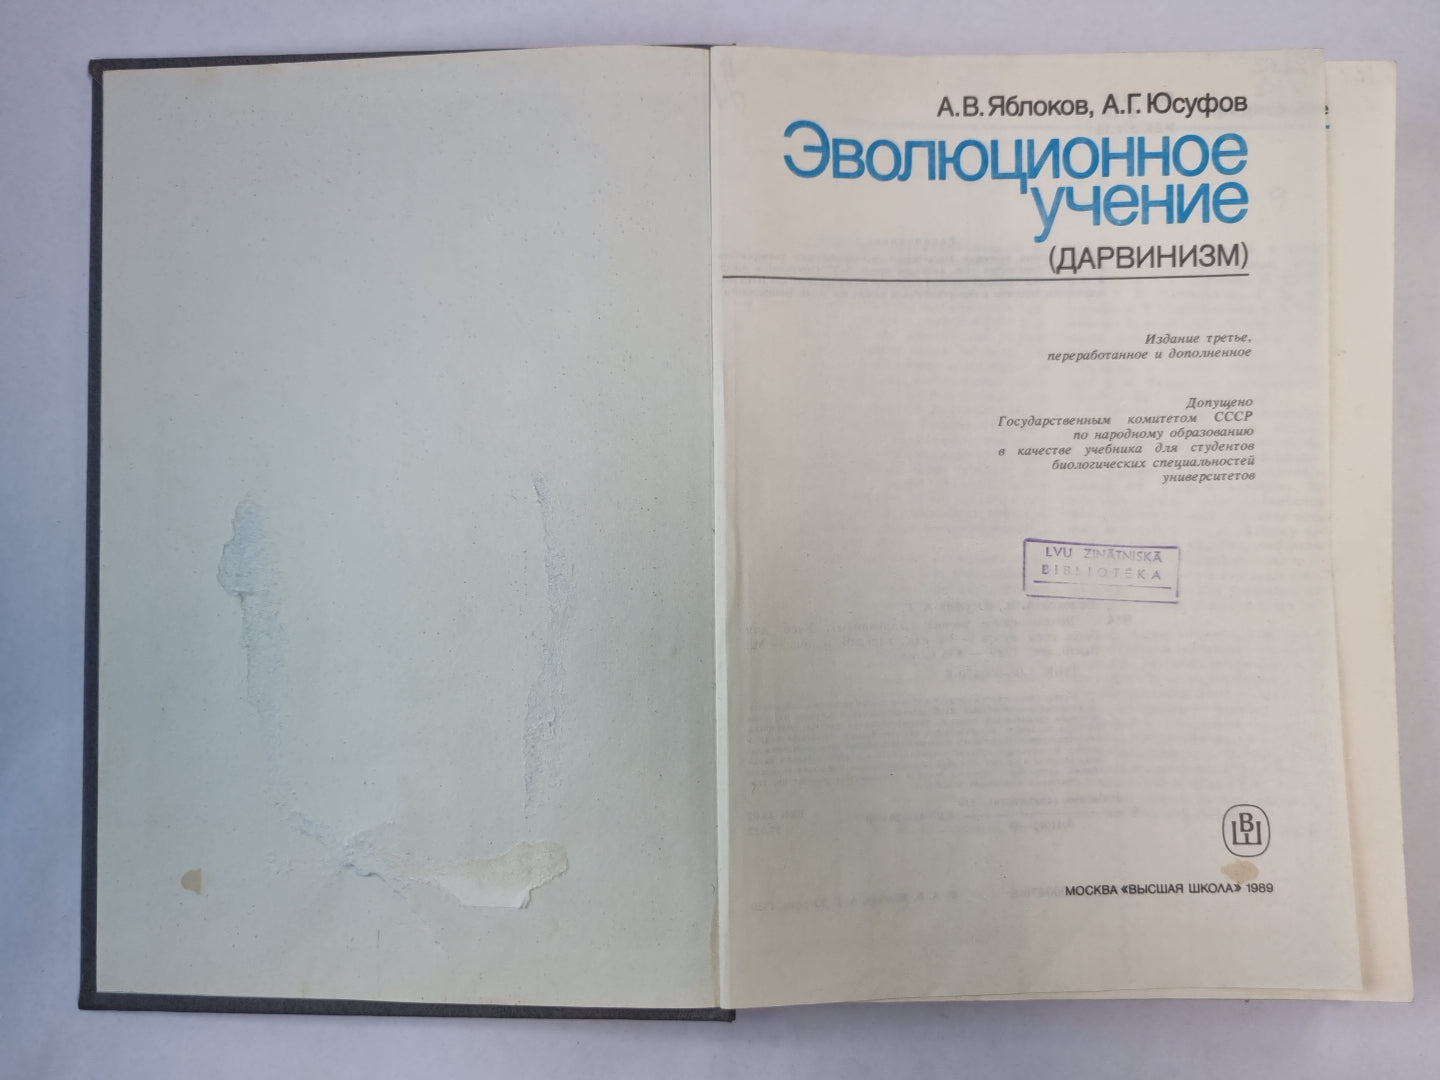 А.В. Яблоков, А.Г. Юсуфов
Эволюционное
учение
(ДАРВИНИЗМ)
Издание третье,
переработанное и дополненное
Допущено
Государственным комитетом СССР
по народному образованию
в качестве учебника для студентов
биологических специальностей
университетов
LVU ZINĀTNISKĀ
BIBLIOTĒKA
ВШ
МОСКВА «ВЫСШАЯ ШКОЛА» 1989